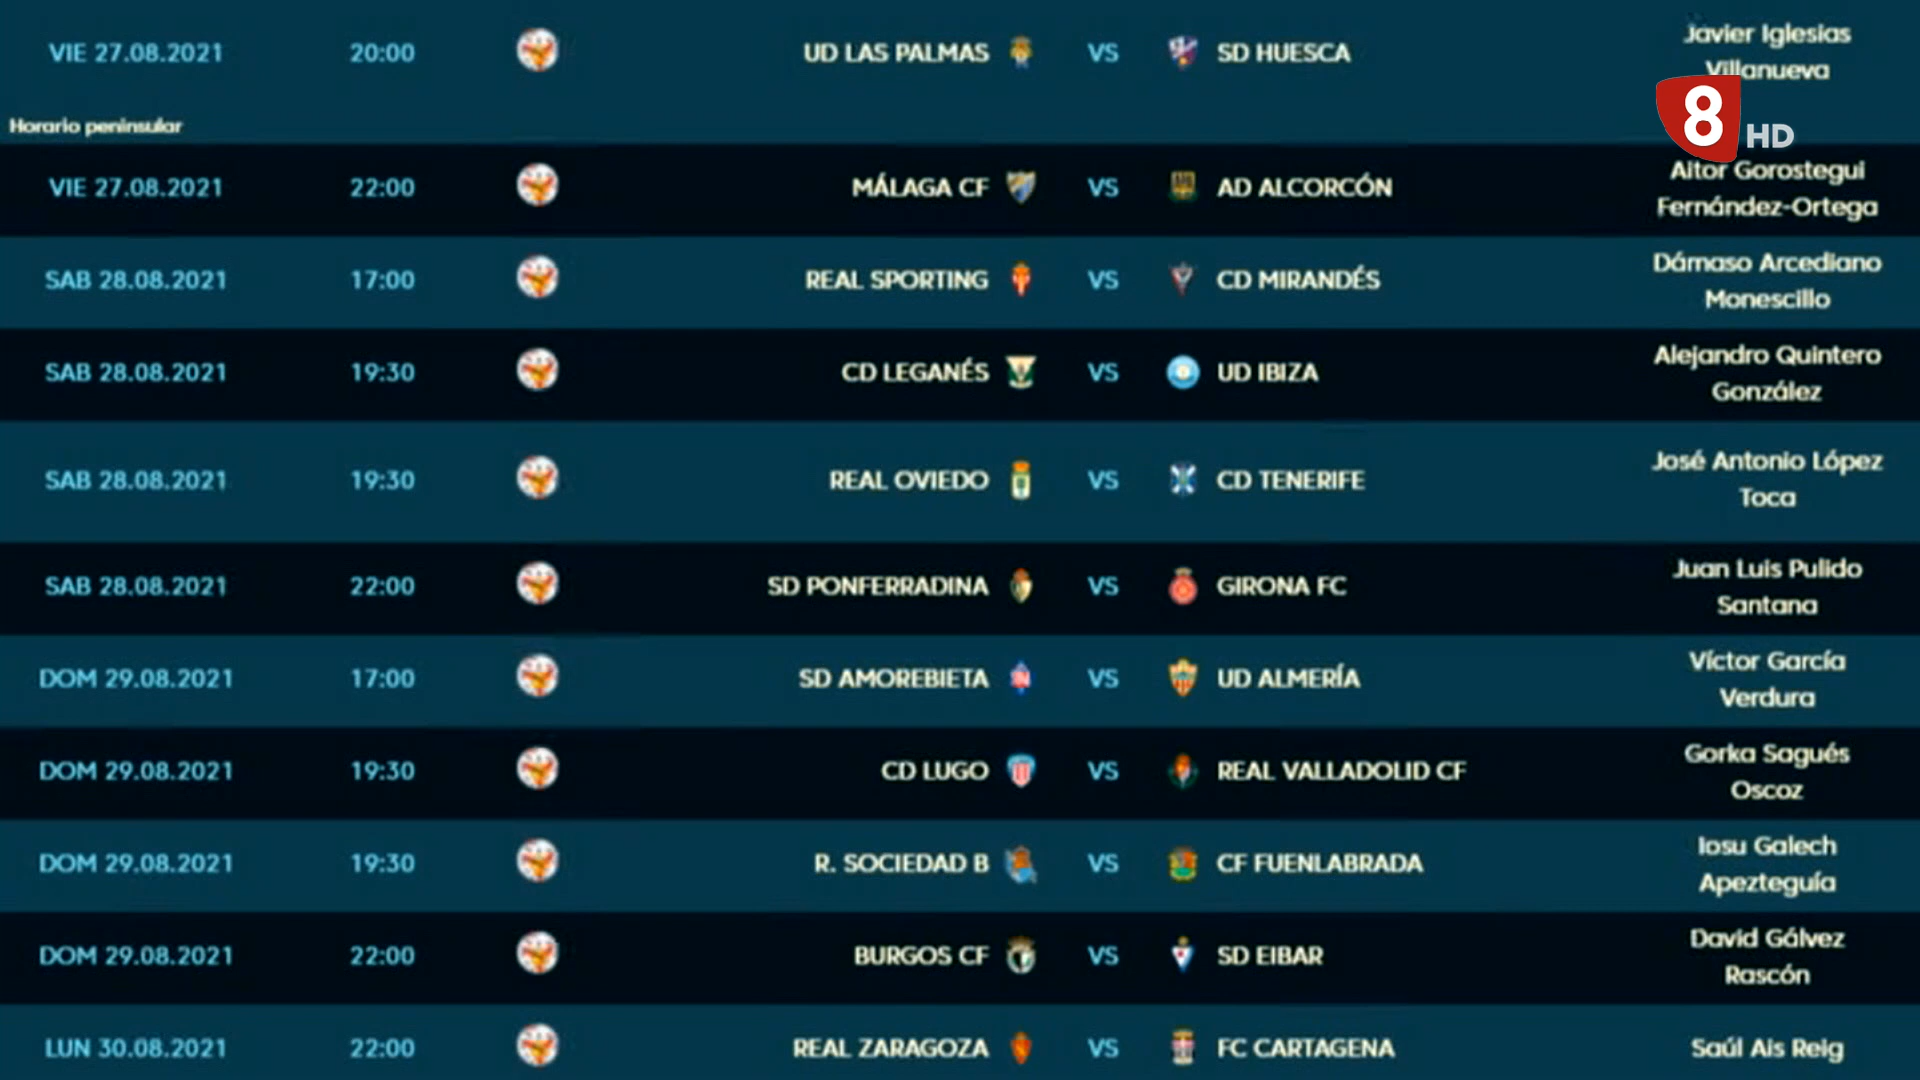 VIE 27.08.2021 20:00 UD LAS PALMAS VS SD HUESCA Javier Iglesias
Villanueva
Horario peninsular
8 HD
VIE 27.08.2021 22:00 MÁLAGA CF VS AD ALCORCÓN Aitor Gorostegui
Fernández-Ortega
SAB 28.08.2021 17:00 REAL SPORTING VS CD MIRANDÉS Dámaso Arcediano
Monescillo
SAB 28.08.2021 19:30 CD LEGANÉS VS UD IBIZA Alejandro Quintero
González
SAB 28.08.2021 19:30 REAL OVIEDO VS CD TENERIFE José Antonio López
Toca
SAB 28.08.2021 22:00 SD PONFERRADINA VS GIRONA FC Juan Luis Pulido
Santana
DOM 29.08.2021 17:00 SD AMOREBIETA VS UD ALMERÍA Víctor García
Verdura
DOM 29.08.2021 19:30 CD LUGO VS REAL VALLADOLID CF Gorka Sagués
Oscoz
DOM 29.08.2021 19:30 R. SOCIEDAD B VS CF FUENLABRADA Iosu Galech
Apezteguía
DOM 29.08.2021 22:00 BURGOS CF VS SD EIBAR David Gálvez
Rascón
LUN 30.08.2021 22:00 REAL ZARAGOZA VS FC CARTAGENA Saúl Ais Reig